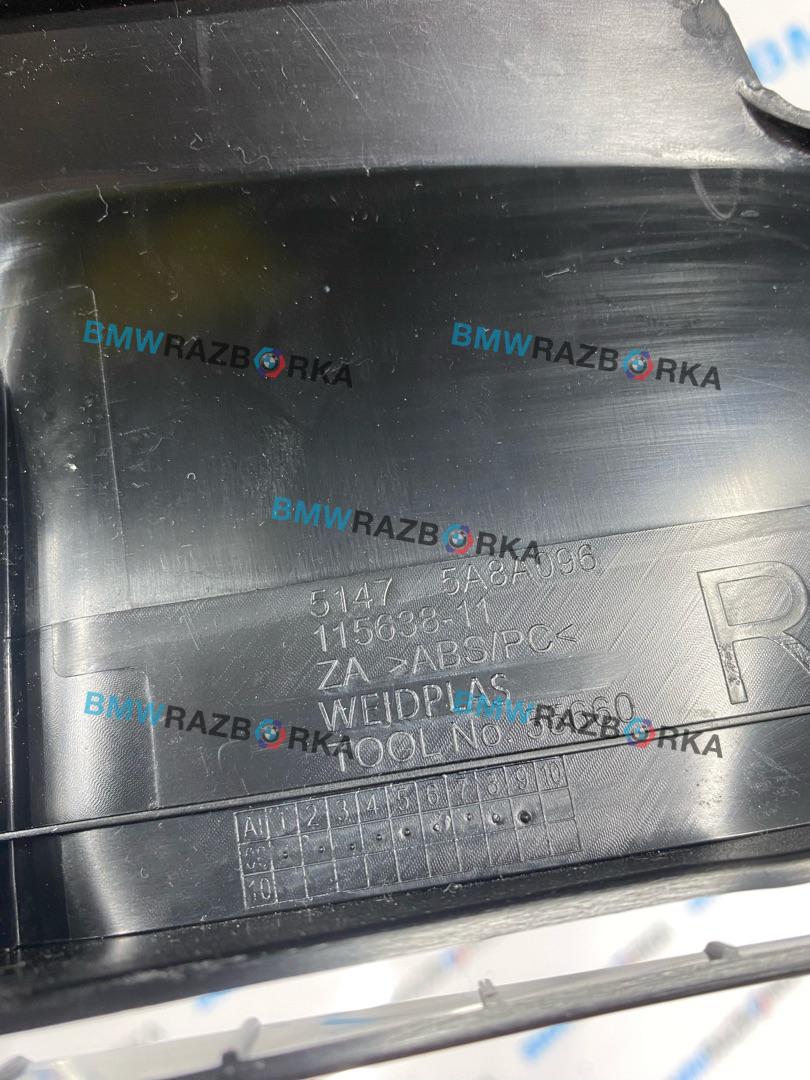 BMWRAZBORKA BMWRAZBORKA
BMWRAZBORKA
5147 5A8A096
115638-11
ZA >ABS/PC<
WEIDPLAS
R
BMWRAZBORKA BMWRAZBORKA
TOOL No
1 2 3 4 5 6 7 8 9 10
10